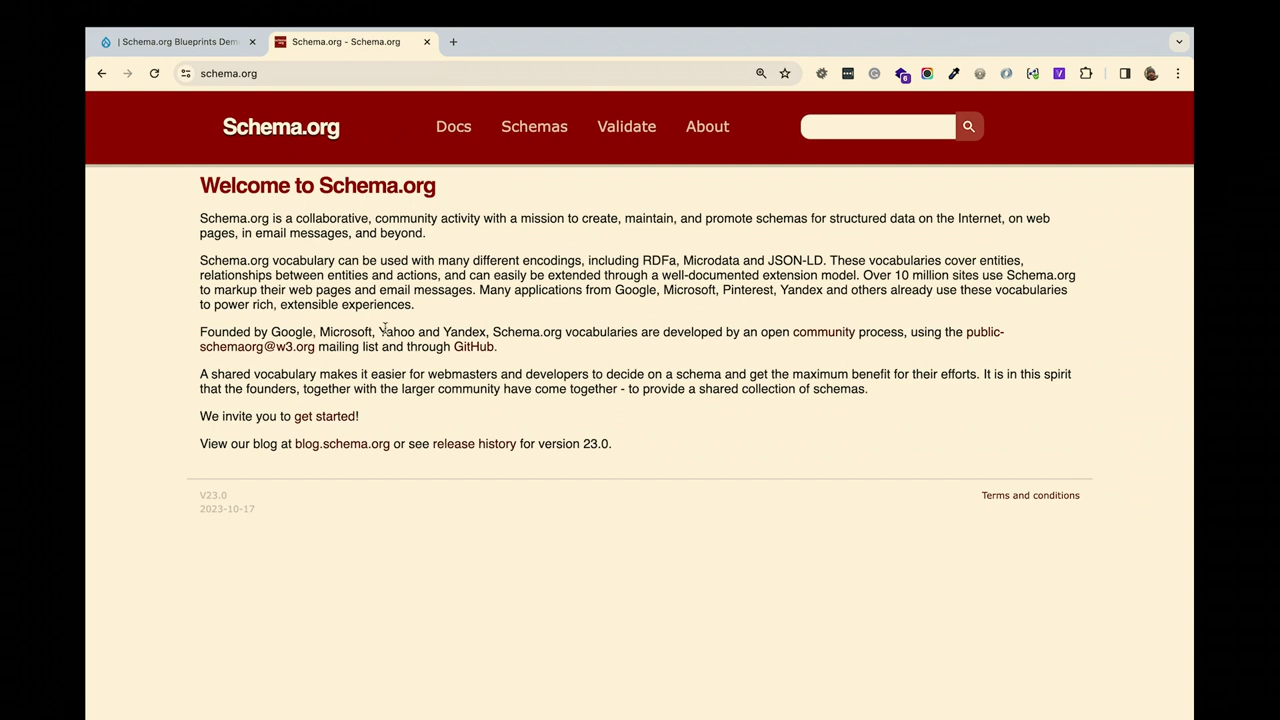 | Schema.org Blueprints Dem
Schema.org - Schema.org
schema.org
6
Schema.org
Docs
Schemas
Validate
About
Welcome to Schema.org
Schema.org is a collaborative, community activity with a mission to create, maintain, and promote schemas for structured data on the Internet, on web
pages, in email messages, and beyond.
Schema.org vocabulary can be used with many different encodings, including RDFa, Microdata and JSON-LD. These vocabularies cover entities,
relationships between entities and actions, and can easily be extended through a well-documented extension model. Over 10 million sites use Schema.org
to markup their web pages and email messages. Many applications from Google, Microsoft, Pinterest, Yandex and others already use these vocabularies
to power rich, extensible experiences.
Founded by Google, Microsoft, Yahoo and Yandex, Schema.org vocabularies are developed by an open community process, using the public-
schemaorg@w3.org mailing list and through GitHub.
A shared vocabulary makes it easier for webmasters and developers to decide on a schema and get the maximum benefit for their efforts. It is in this spirit
that the founders, together with the larger community have come together - to provide a shared collection of schemas.
We invite you to get started!
View our blog at blog.schema.org or see release history for version 23.0.
V23.0
2023-10-17
Terms and conditions